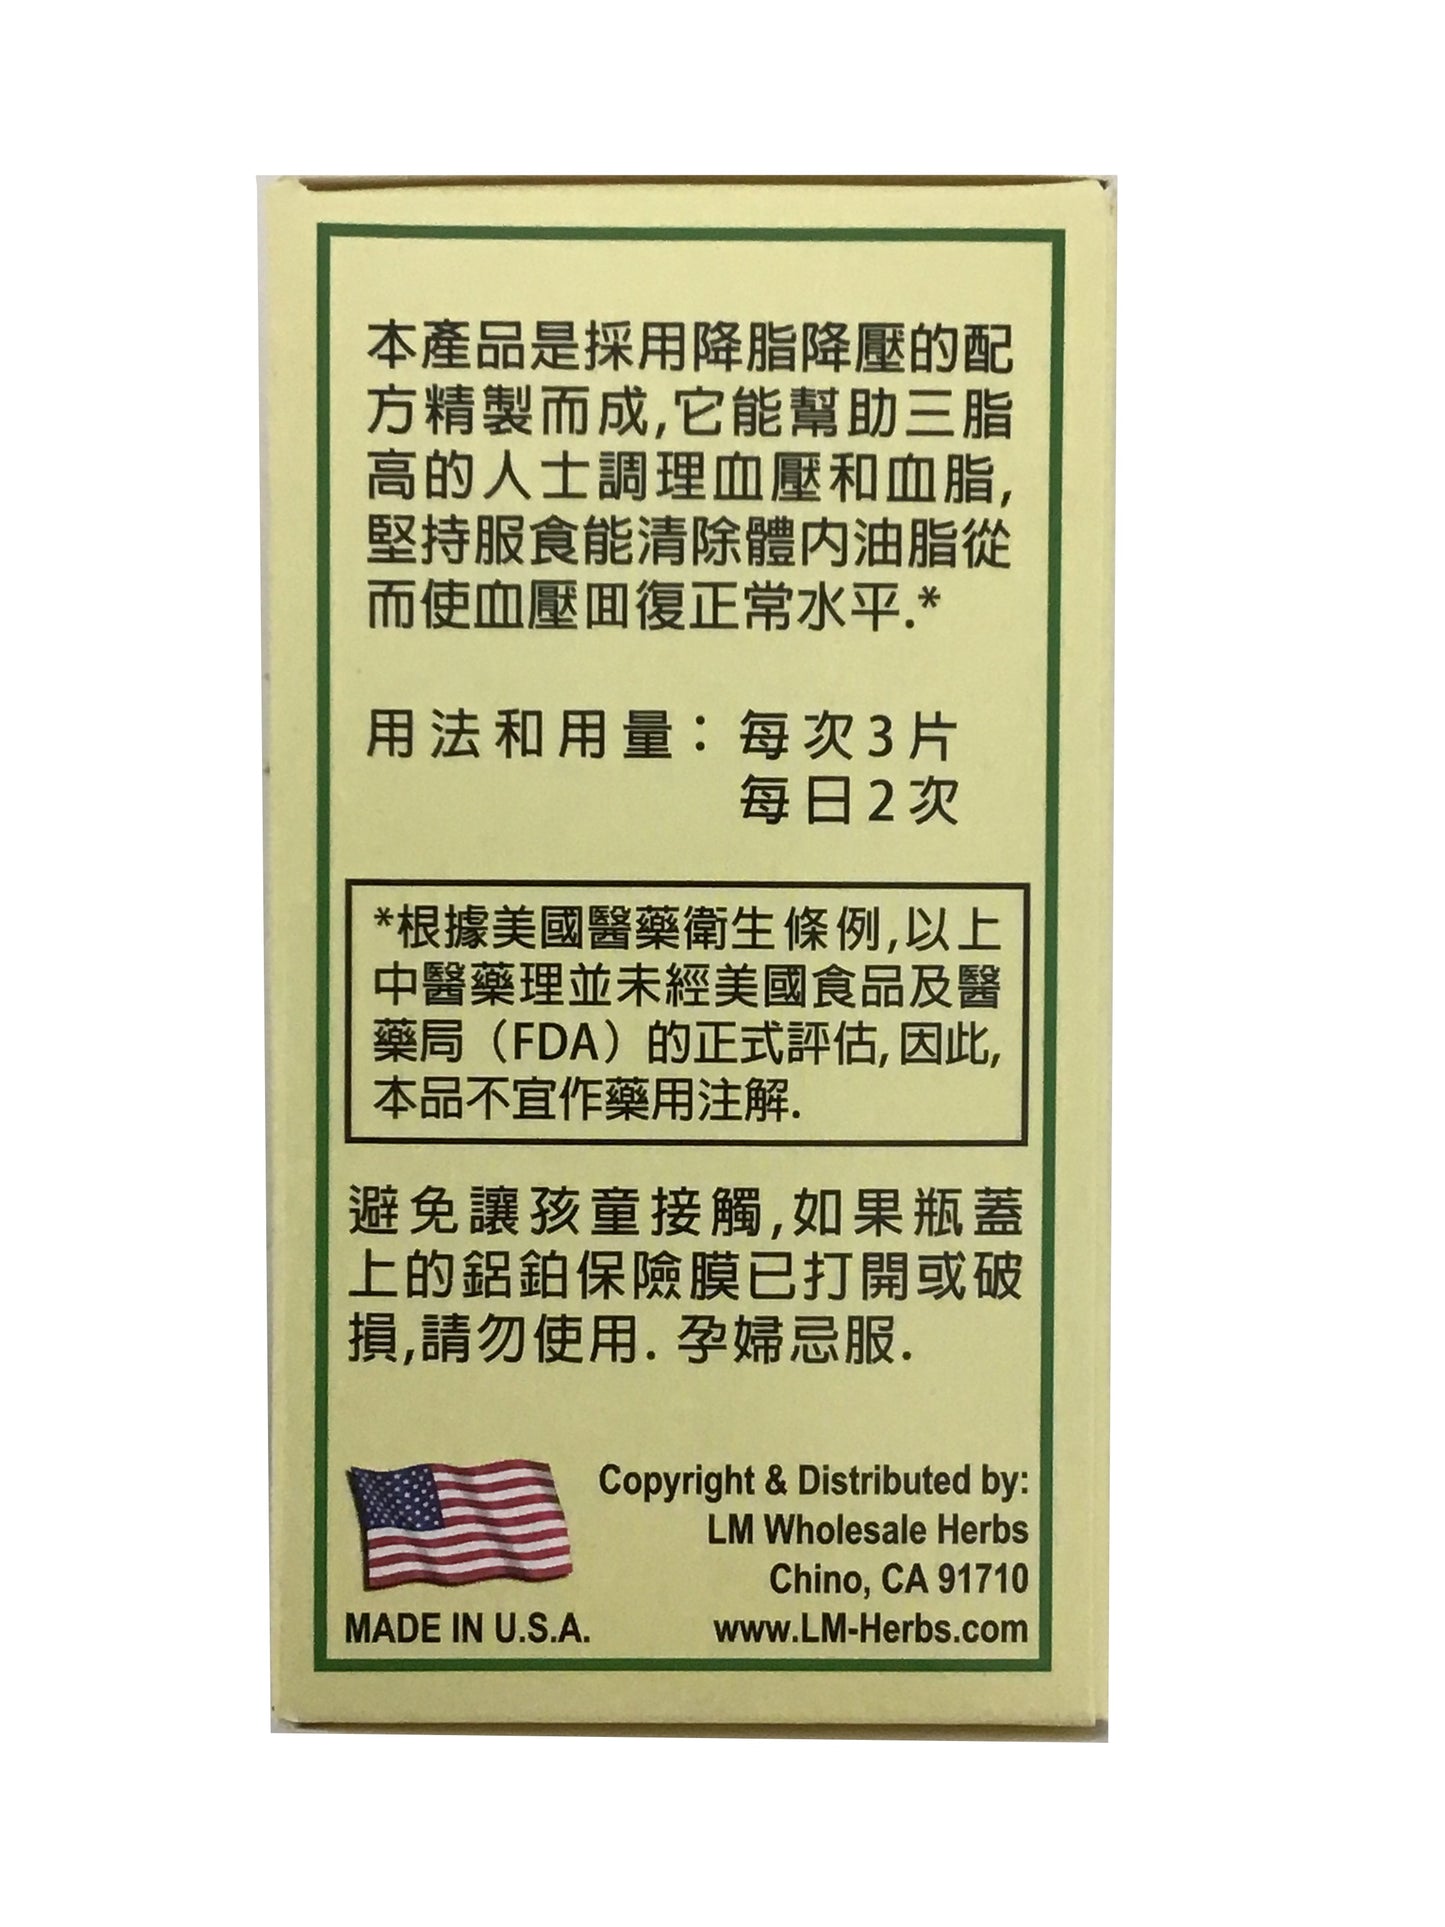 本產品是採用降脂降壓的配
方精製而成,它能幫助三脂
高的人士調理血壓和血脂,
堅持服食能清除體内油脂從
而使血壓囬復正常水平.*
用法和用量：每次3片
每日2次
*根據美國醫藥衛生條例,以上
中醫藥理並未經美國食品及醫
藥局（FDA）的正式評估,因此,
本品不宜作藥用注解.
避免讓孩童接觸,如果瓶蓋
上的鋁鉑保險膜已打開或破
損,請勿使用. 孕婦忌服.
Copyright & Distributed by:
LM Wholesale Herbs
Chino, CA 91710
MADE IN U.S.A. www.LM-Herbs.com